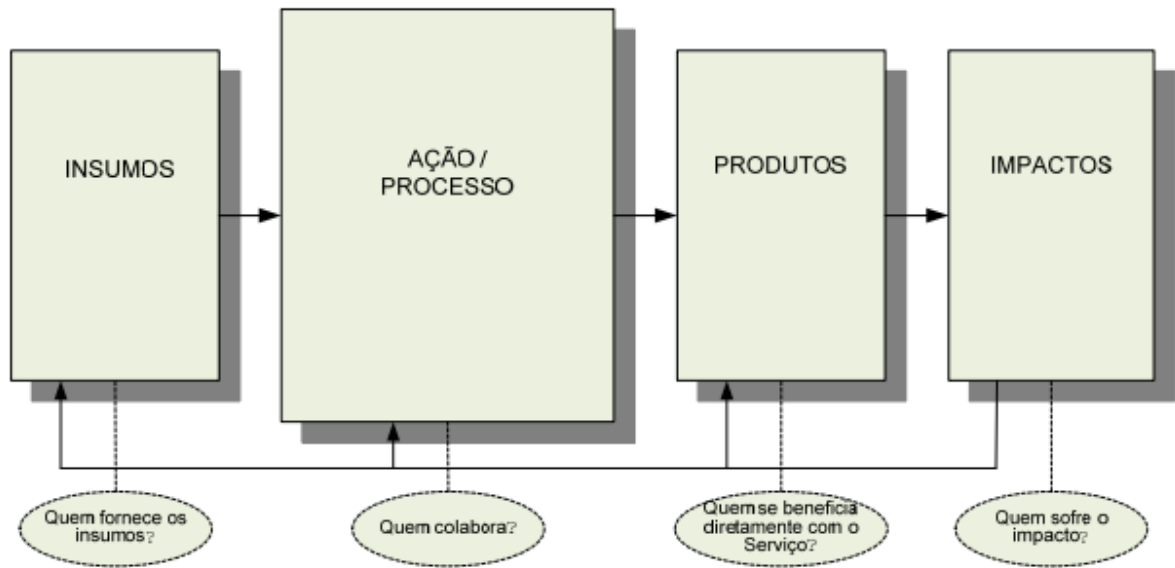 INSUMOS
AÇÃO /
PROCESSO
PRODUTOS
IMPACTOS
Quem fornece os
insumos?
Quem colabora?
Quem se beneficia
diretamente com o
Serviço?
Quem sofre o
impacto?